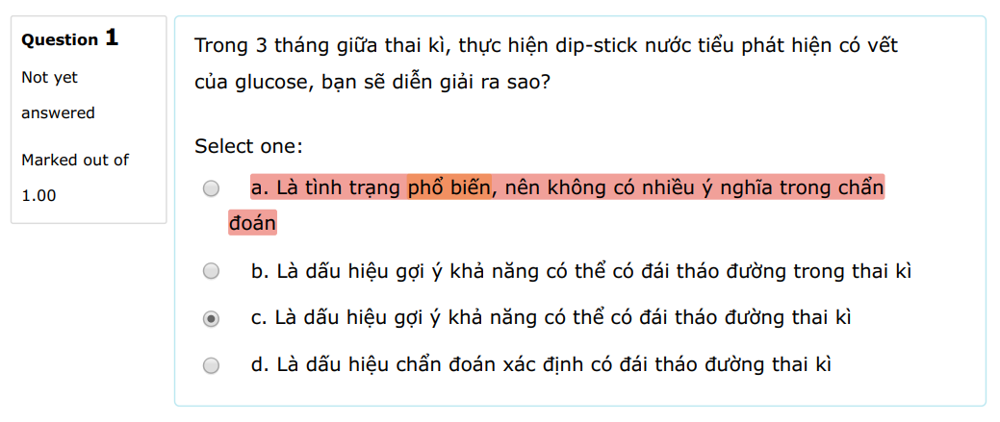 Question 1
Not yet
answered
Marked out of
1.00
Trong 3 tháng giữa thai kì, thực hiện dip-stick nước tiểu phát hiện có vết
của glucose, bạn sẽ diễn giải ra sao?
Select one:
a. Là tình trạng phổ biến, nên không có nhiều ý nghĩa trong chẩn
đoán
b. Là dấu hiệu gợi ý khả năng có thể có đái tháo đường trong thai kì
c. Là dấu hiệu gợi ý khả năng có thể có đái tháo đường thai kì
d. Là dấu hiệu chẩn đoán xác định có đái tháo đường thai kì